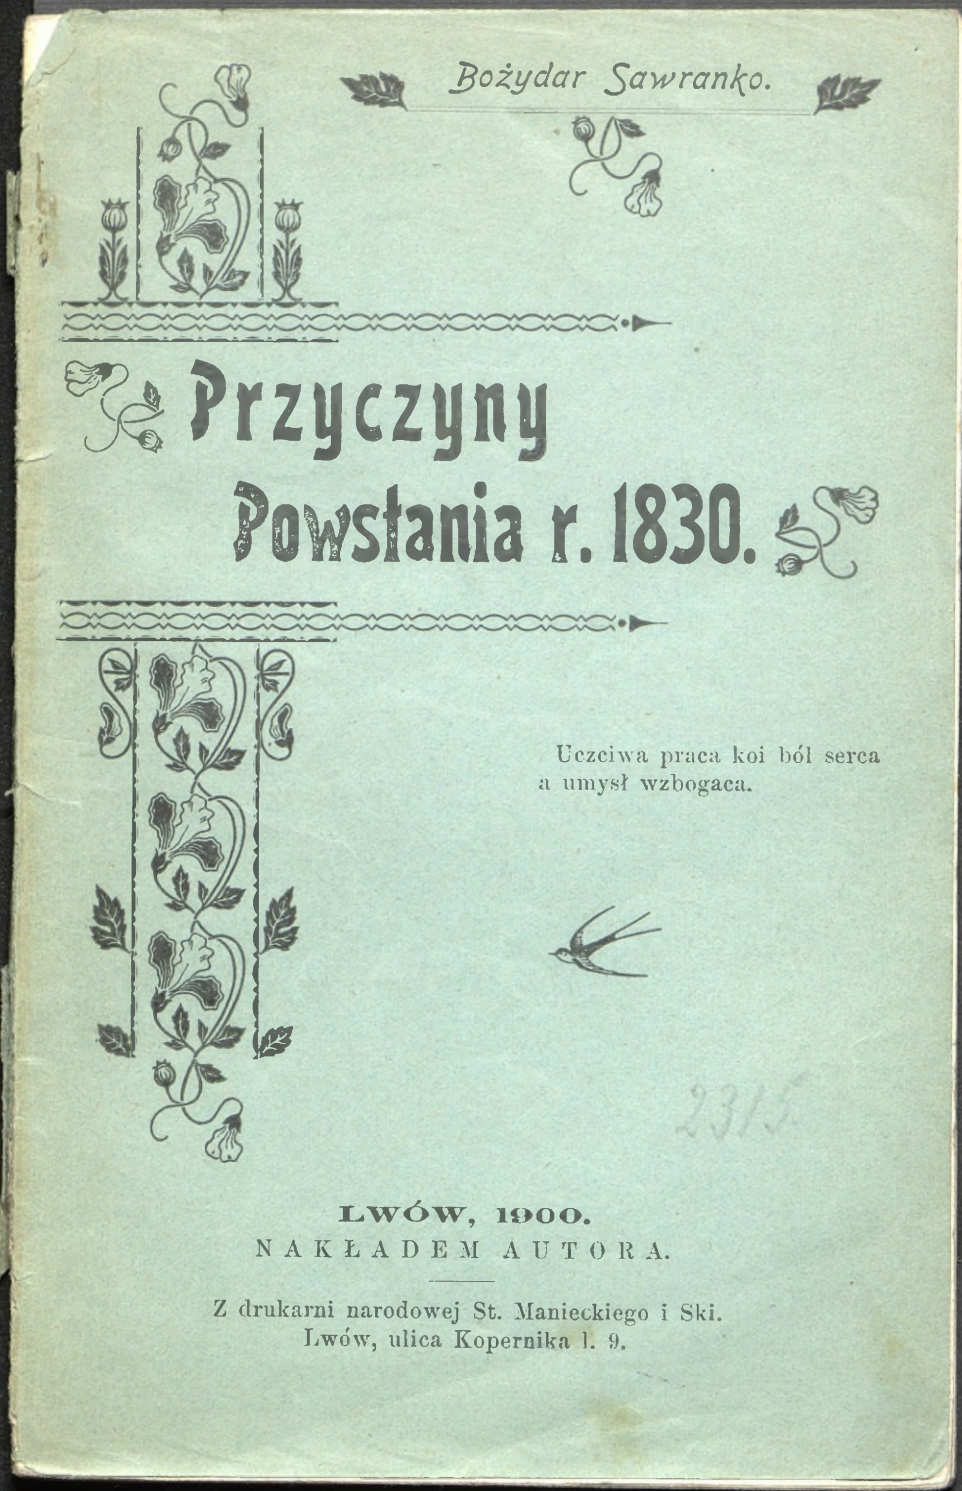 Bożydar Sawranko.
Przyczyny
Powstania r. 1830.
Uczciwa praca koi ból serca
a umysł wzbogaca.
2315
LWÓW, 1900.
NAKŁADEM AUTORA.
Z drukarni narodowej St. Manieckiego i Ski.
Lwów, ulica Kopernika l. 9.